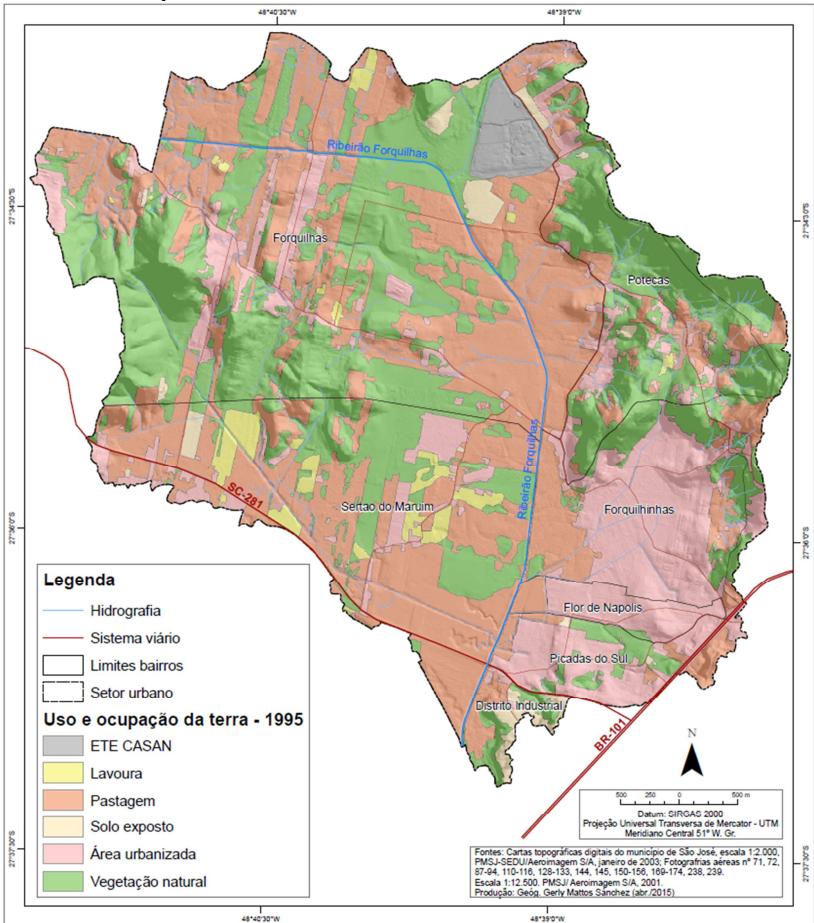 48°40'30"W
48°39'0"W
Ribeirão Forquilhas
27°34'30"S
27°34'30"S
Forquilhas
Potecas
Ribeirão Forquilhas
SC-281
Sertao do Maruim
Forquilhinhas
27°36'0"S
27°36'0"S
Flor de Napolis
Picadas do Sul
Distrito Industrial
BR-101
Legenda
Hidrografia
Sistema viário
Limites bairros
Setor urbano
Uso e ocupação da terra - 1995
ETE CASAN
Lavoura
Pastagem
Solo exposto
Área urbanizada
Vegetação natural
N
500 250 0 500 m
Datum: SIRGAS 2000
Projeção Universal Transversa de Mercator - UTM
Meridiano Central 51° W. Gr.
Fontes: Cartas topográficas digitais do municipio de São José, escala 1:2.000,
PMSJ-SEDU/Aeroimagem S/A, janeiro de 2003; Fotografrias aéreas n° 71, 72,
87-94, 110-116, 128-133, 144, 145, 150-156, 169-174, 238, 239.
Escala 1:12.500. PMSJ/ Aeroimagem S/A, 2001.
Produção: Geóg. Gerly Mattos Sánchez (abr./2015)
27°37'30"S
27°37'30"S
48°40'30"W
48°39'0"W